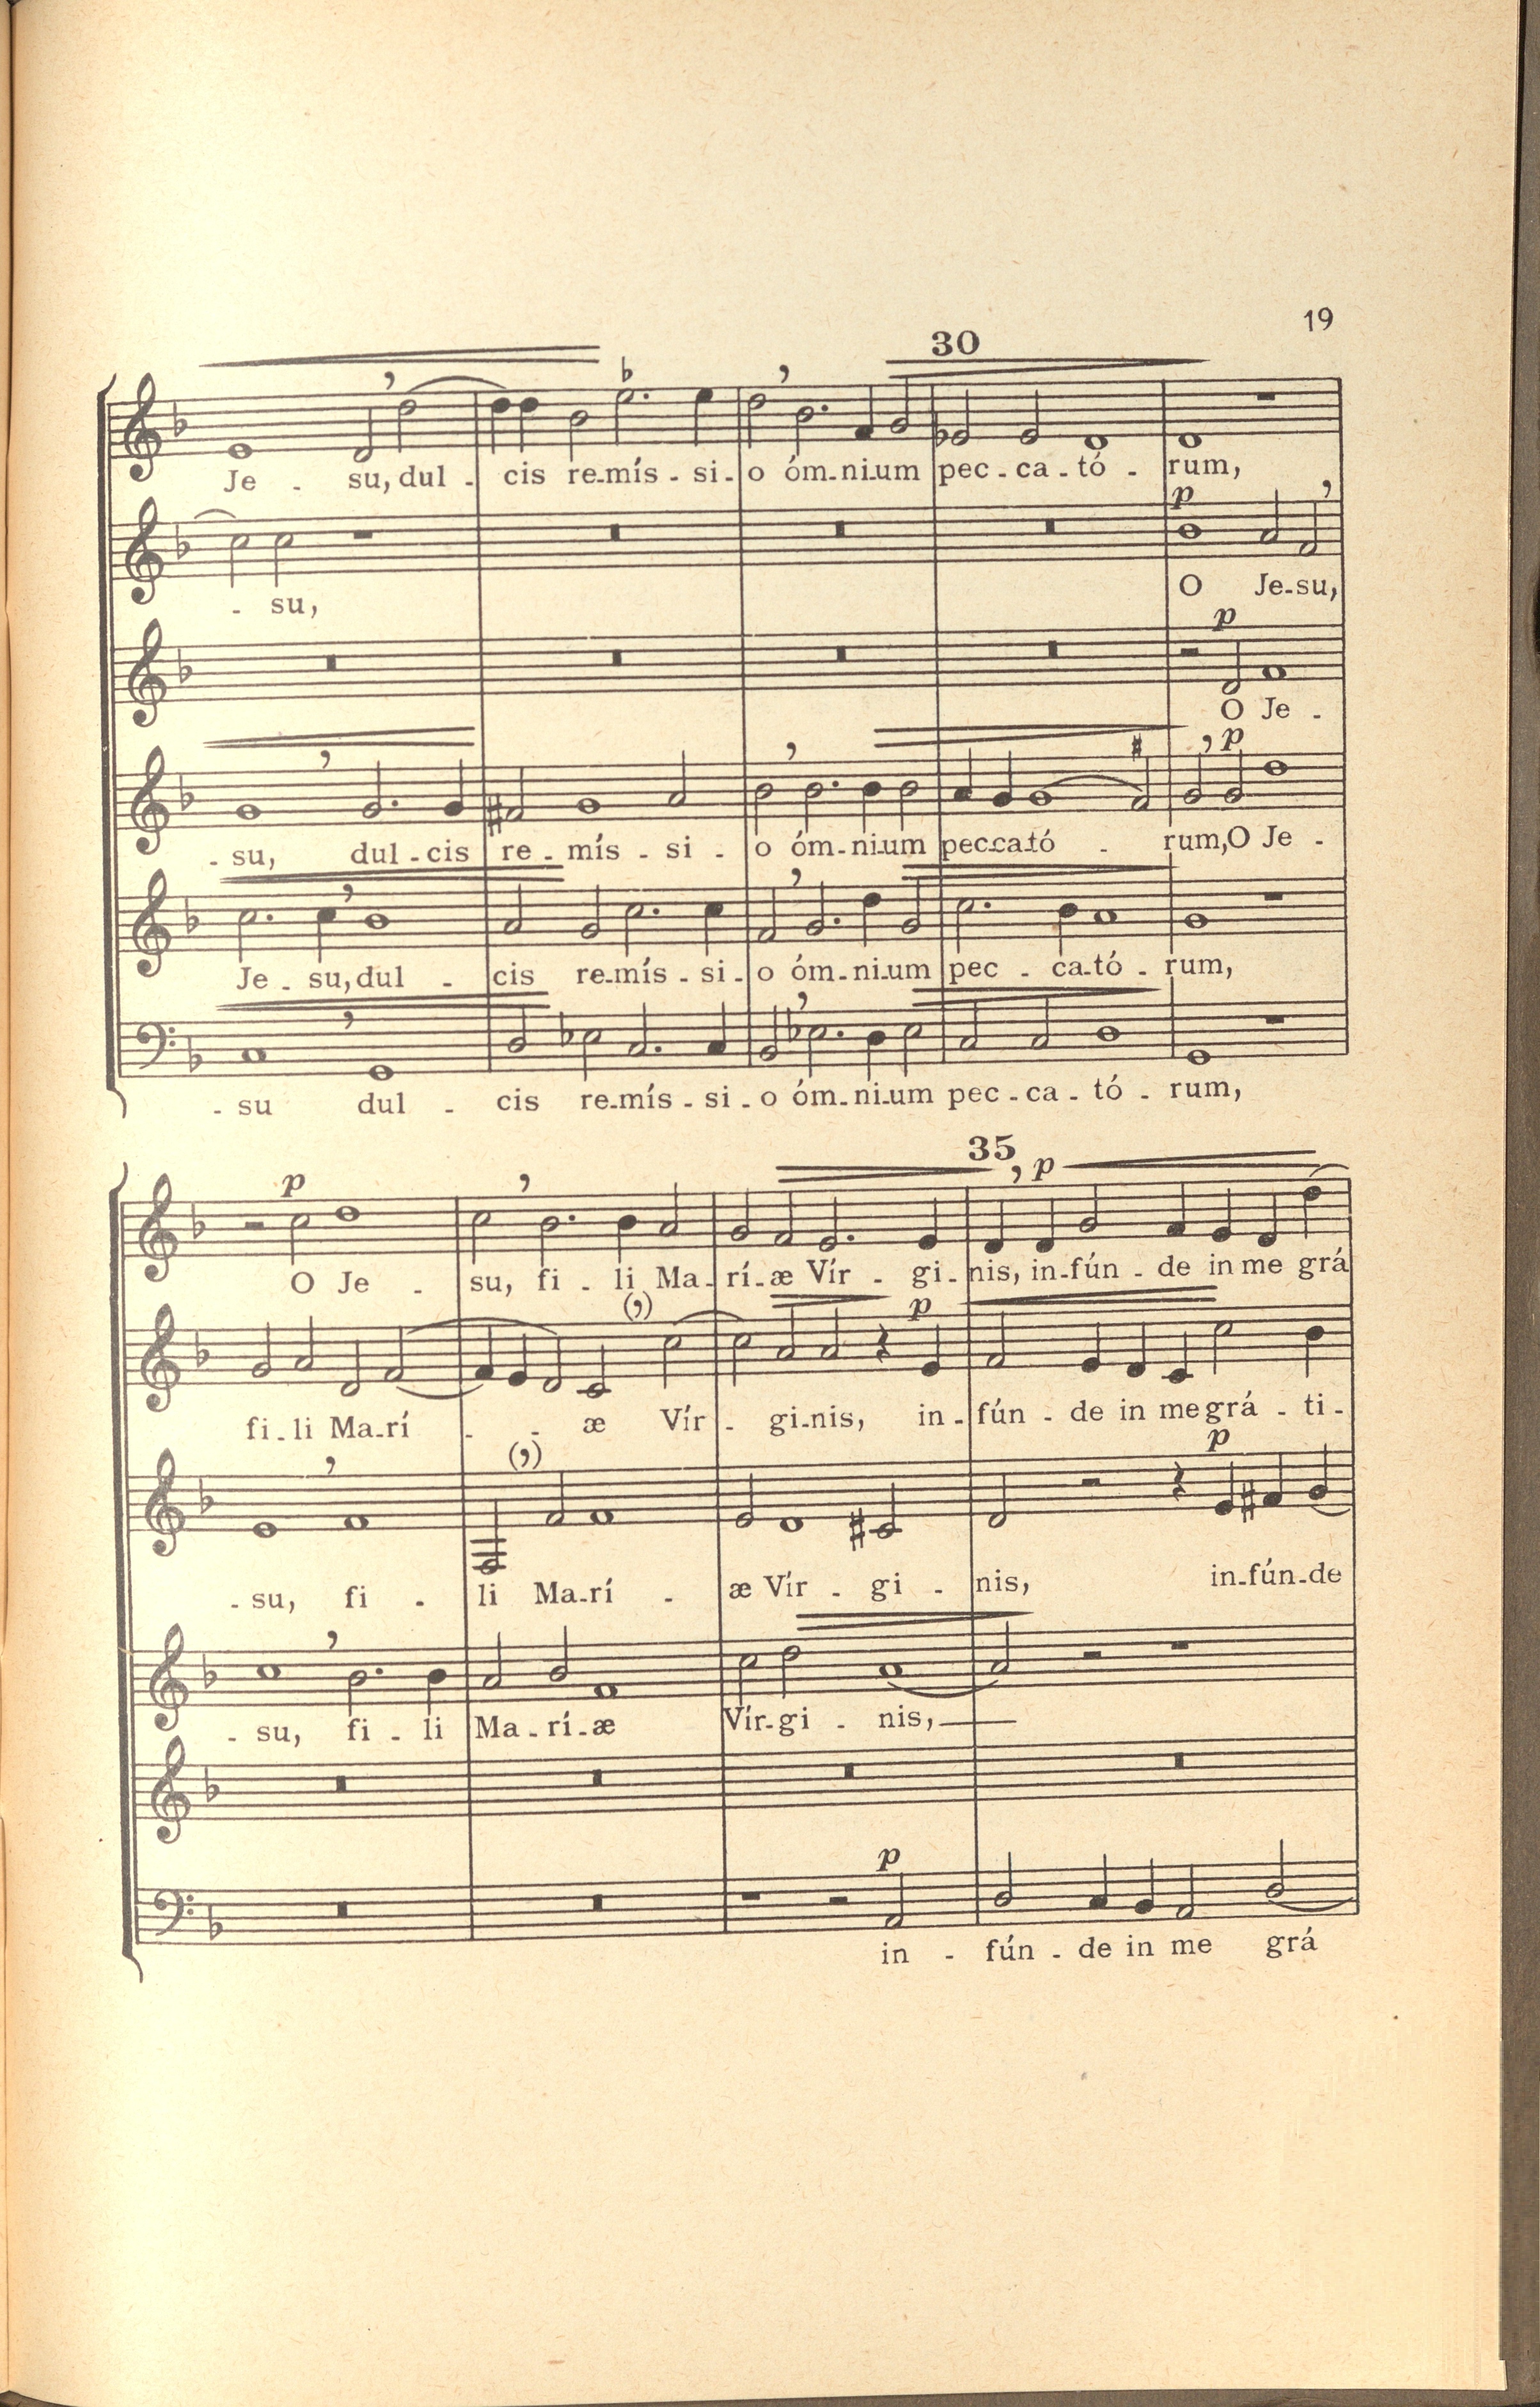 19
30
Je - su, dul - cis re-mís - si - o óm-ni-um pec - ca - tó - rum,
p
- su, O Je-su,
p
O Je -
p
- su, dul - cis re - mís - si - o óm-ni-um pec-ca-tó - rum, O Je -
Je - su, dul - cis re-mís - si - o óm-ni-um pec - ca-tó - rum,
- su dul - cis re-mís - si - o óm-ni-um pec - ca - tó - rum,
35
p p
O Je - su, fi - li Ma - rí - æ Vír - gi - nis, in-fún - de in me grá
p
fi - li Ma-rí - - æ Vír - gi-nis, in - fún - de in me grá - ti -
p
- su, fi - li Ma-rí - æ Vír - gi - nis, in-fún-de
- su, fi - li Ma - rí - æ Vír-gi - nis,
p
in - fún - de in me grá